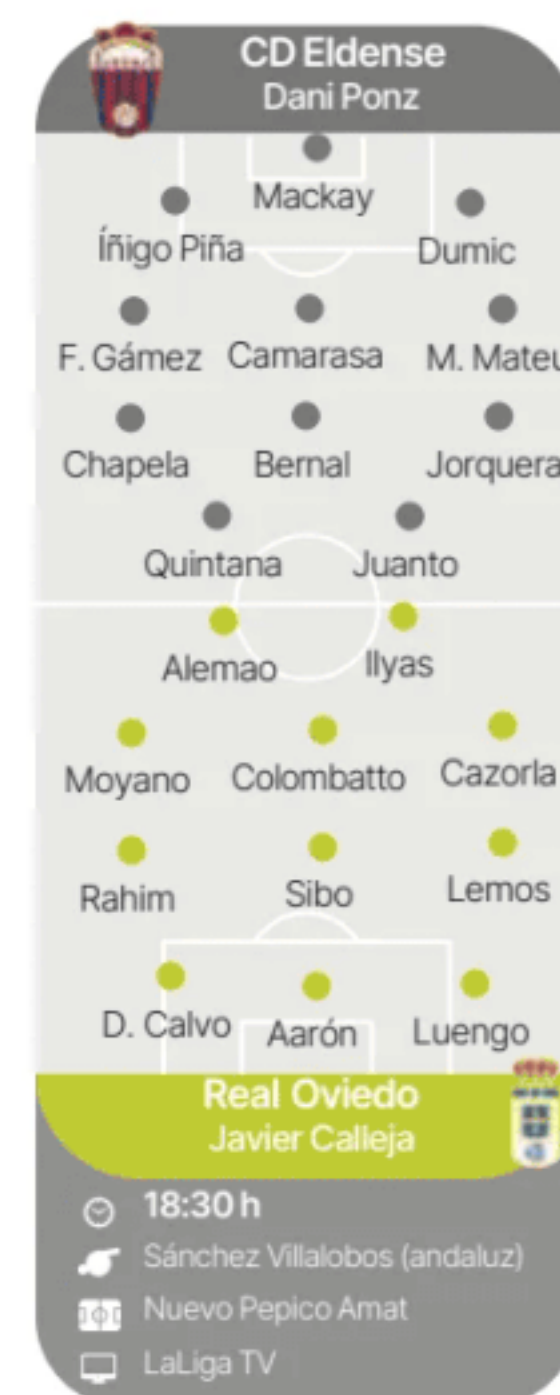 CD Eldense
Dani Ponz
Mackay
Íñigo Piña Dumic
F. Gámez Camarasa M. Mateu
Chapela Bernal Jorquera
Quintana Juanto
Alemao Ilyas
Moyano Colombatto Cazorla
Rahim Sibo Lemos
D. Calvo Aarón Luengo
Real Oviedo
Javier Calleja
18:30 h
Sánchez Villalobos (andaluz)
Nuevo Pepico Amat
LaLiga TV